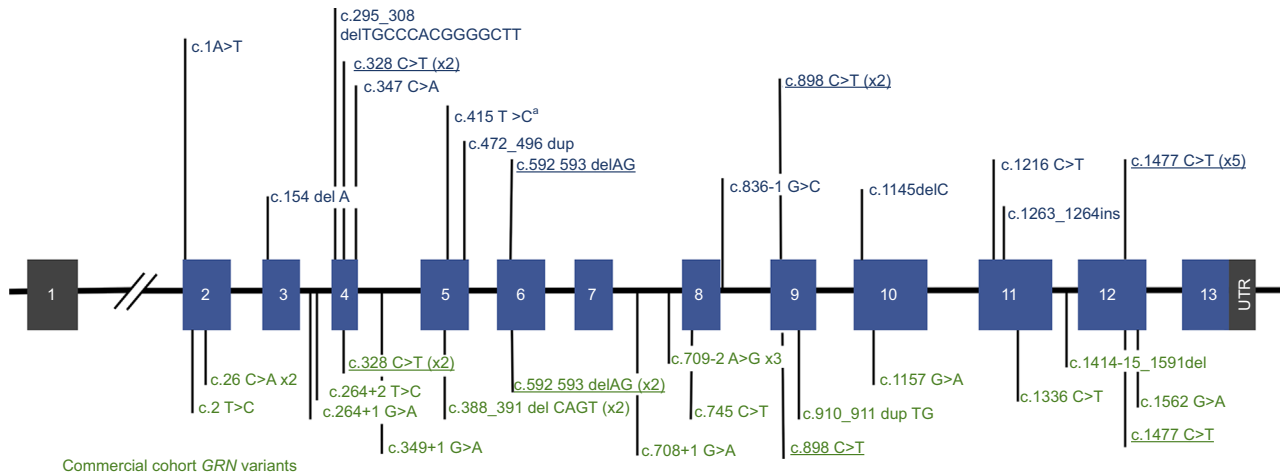 c.1A>T
c.295_308
delTGCCCACGGGGCTT
c.328 C>T (x2)
c.347 C>A
c.415 T >Cᵃ
c.472_496 dup
c.592 593 delAG
c.898 C>T (x2)
c.154 del A
c.836-1 G>C
c.1145delC
c.1216 C>T
c.1263_1264ins
c.1477 C>T (x5)
1
2
3
4
5
6
7
8
9
10
11
12
13
UTR
c.26 C>A x2
c.2 T>C
c.328 C>T (x2)
c.264+2 T>C
c.264+1 G>A
c.349+1 G>A
c.592 593 delAG (x2)
c.388_391 del CAGT (x2)
c.709-2 A>G x3
c.745 C>T
c.708+1 G>A
c.910_911 dup TG
c.898 C>T
c.1157 G>A
c.1336 C>T
c.1414-15_1591del
c.1562 G>A
c.1477 C>T
Commercial cohort GRN variants